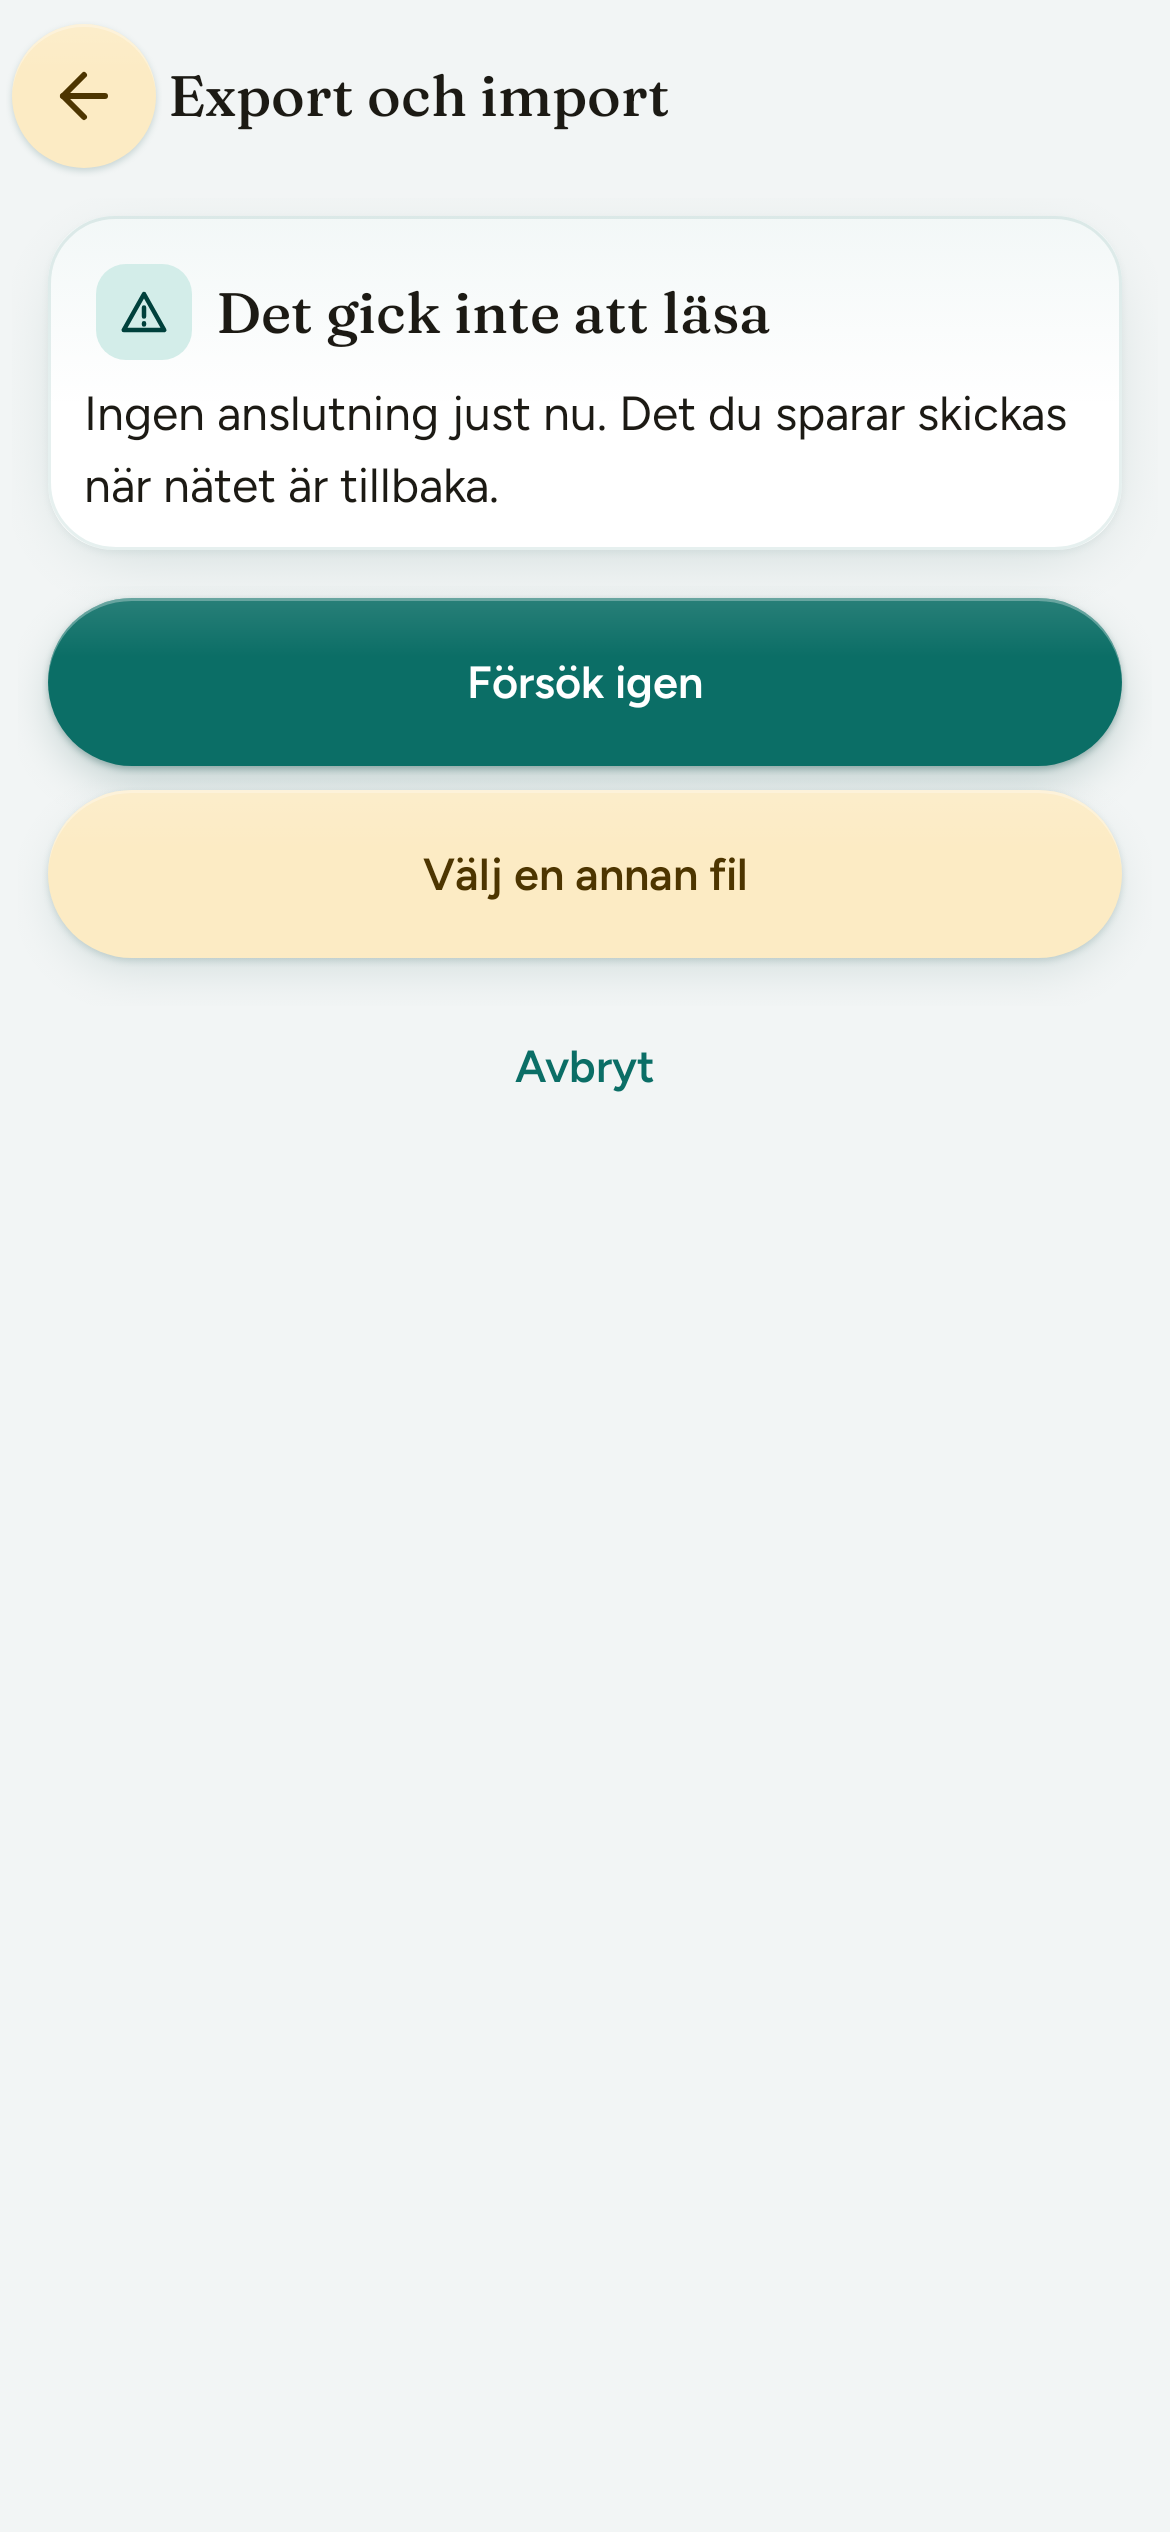 Export och import
Det gick inte att läsa
Ingen anslutning just nu. Det du sparar skickas
när nätet är tillbaka.
Försök igen
Välj en annan fil
Avbryt